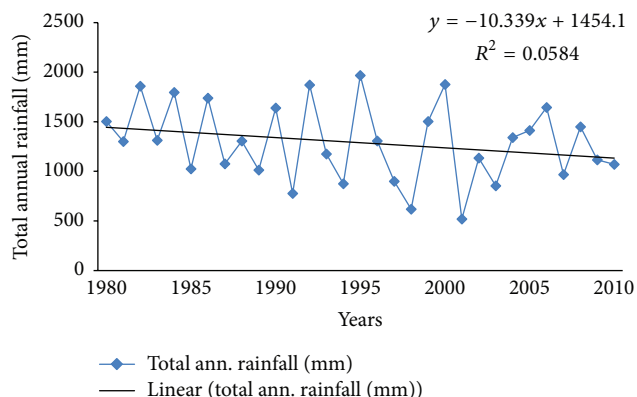 y = −10.339x + 1454.1
R² = 0.0584
2500
2000
1500
1000
500
0
Total annual rainfall (mm)
1980 1985 1990 1995 2000 2005 2010
Years
Total ann. rainfall (mm)
Linear (total ann. rainfall (mm))